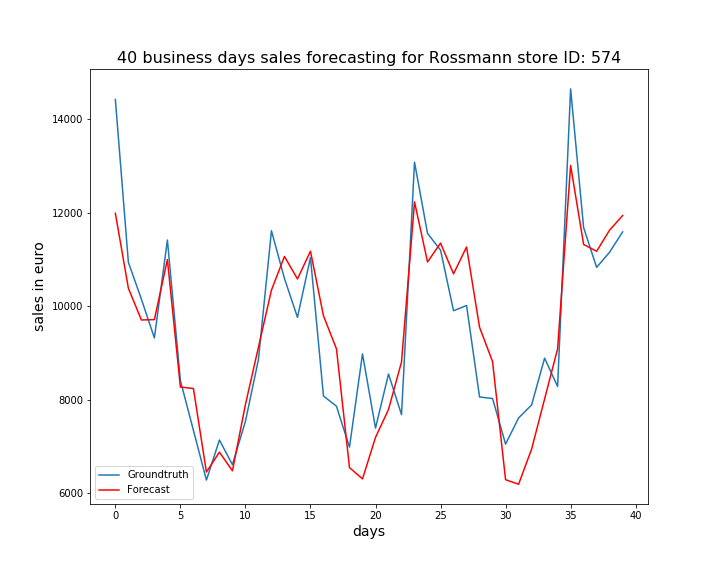 40 business days sales forecasting for Rossmann store ID: 574
sales in euro
14000
12000
10000
8000
6000
Groundtruth
Forecast
0 5 10 15 20 25 30 35 40
days